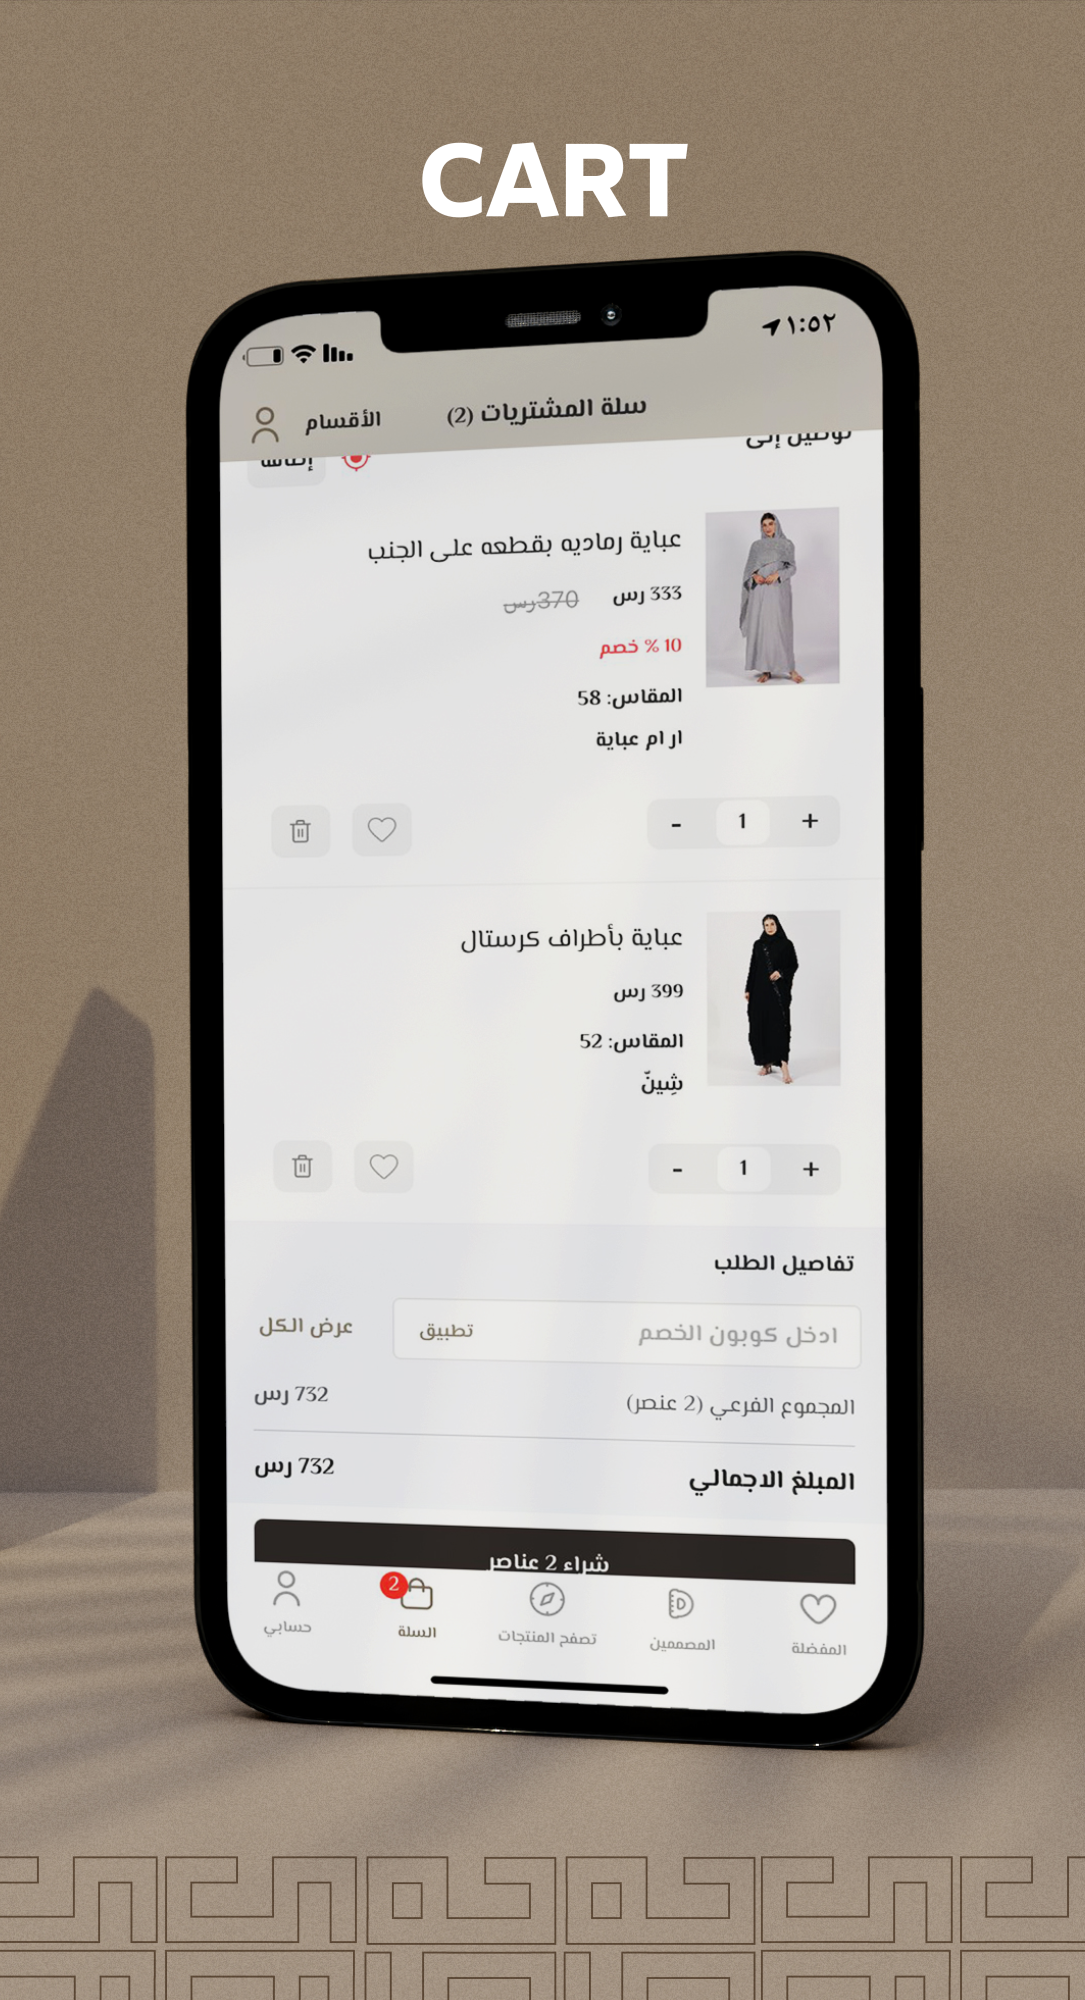 CART
١:٥٢
سلة المشتريات (2)
الأقسام
توصيل إلى
إضافة
عباية رماديه بقطعه على الجنب
333 رس
370رس
10 % خصم
المقاس: 58
ار ام عباية
+ 1 -
عباية بأطراف كرستال
399 رس
المقاس: 52
شِينّ
+ 1 -
تفاصيل الطلب
ادخل كوبون الخصم
تطبيق
عرض الكل
المجموع الفرعي (2 عنصر)
732 رس
المبلغ الاجمالي
732 رس
شراء 2 عناصر
المفضلة
المصممين
تصفح المنتجات
2
السلة
حسابي